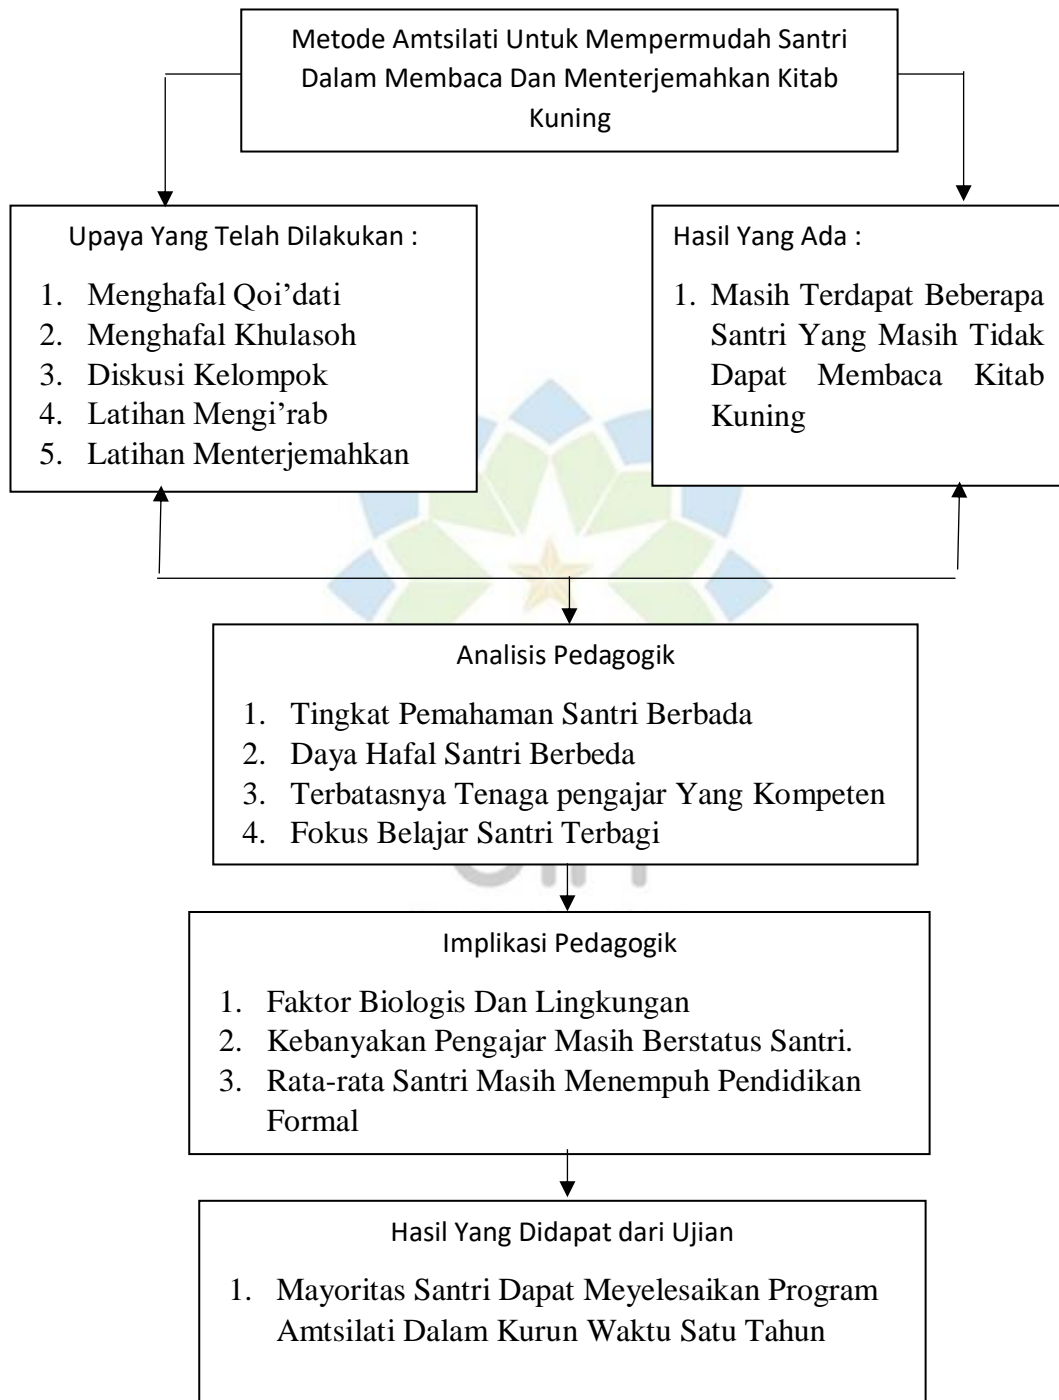 Metode Amtsilati Untuk Mempermudah Santri
Dalam Membaca Dan Menterjemahkan Kitab
Kuning
Upaya Yang Telah Dilakukan :
1. Menghafal Qoi’dati
2. Menghafal Khulasoh
3. Diskusi Kelompok
4. Latihan Mengi’rab
5. Latihan Menterjemahkan
Hasil Yang Ada :
1. Masih Terdapat Beberapa
Santri Yang Masih Tidak
Dapat Membaca Kitab
Kuning
Analisis Pedagogik
1. Tingkat Pemahaman Santri Berbada
2. Daya Hafal Santri Berbeda
3. Terbatasnya Tenaga pengajar Yang Kompeten
4. Fokus Belajar Santri Terbagi
Implikasi Pedagogik
1. Faktor Biologis Dan Lingkungan
2. Kebanyakan Pengajar Masih Berstatus Santri.
3. Rata-rata Santri Masih Menempuh Pendidikan
Formal
Hasil Yang Didapat dari Ujian
1. Mayoritas Santri Dapat Meyelesaikan Program
Amtsilati Dalam Kurun Waktu Satu Tahun